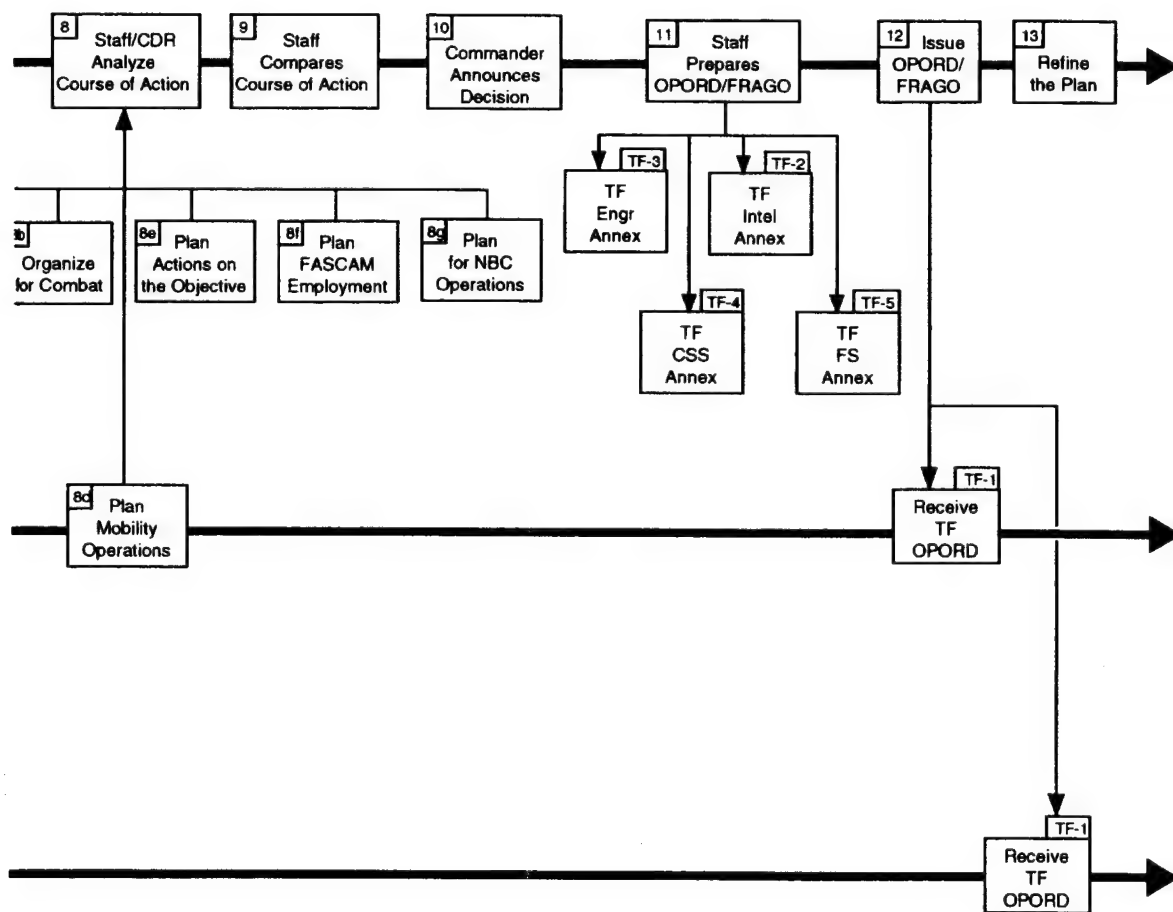 8
Staff/CDR
Analyze
Course of Action
9
Staff
Compares
Course of Action
10
Commander
Announces
Decision
11
Staff
Prepares
OPORD/FRAGO
12
Issue
OPORD/
FRAGO
13
Refine
the Plan
TF-3
TF
Engr
Annex
TF-2
TF
Intel
Annex
Organize
for Combat
8e
Plan
Actions on
the Objective
8f
Plan
FASCAM
Employment
8g
Plan
for NBC
Operations
TF-4
TF
CSS
Annex
TF-5
TF
FS
Annex
8d
Plan
Mobility
Operations
TF-1
Receive
TF
OPORD
TF-1
Receive
TF
OPORD